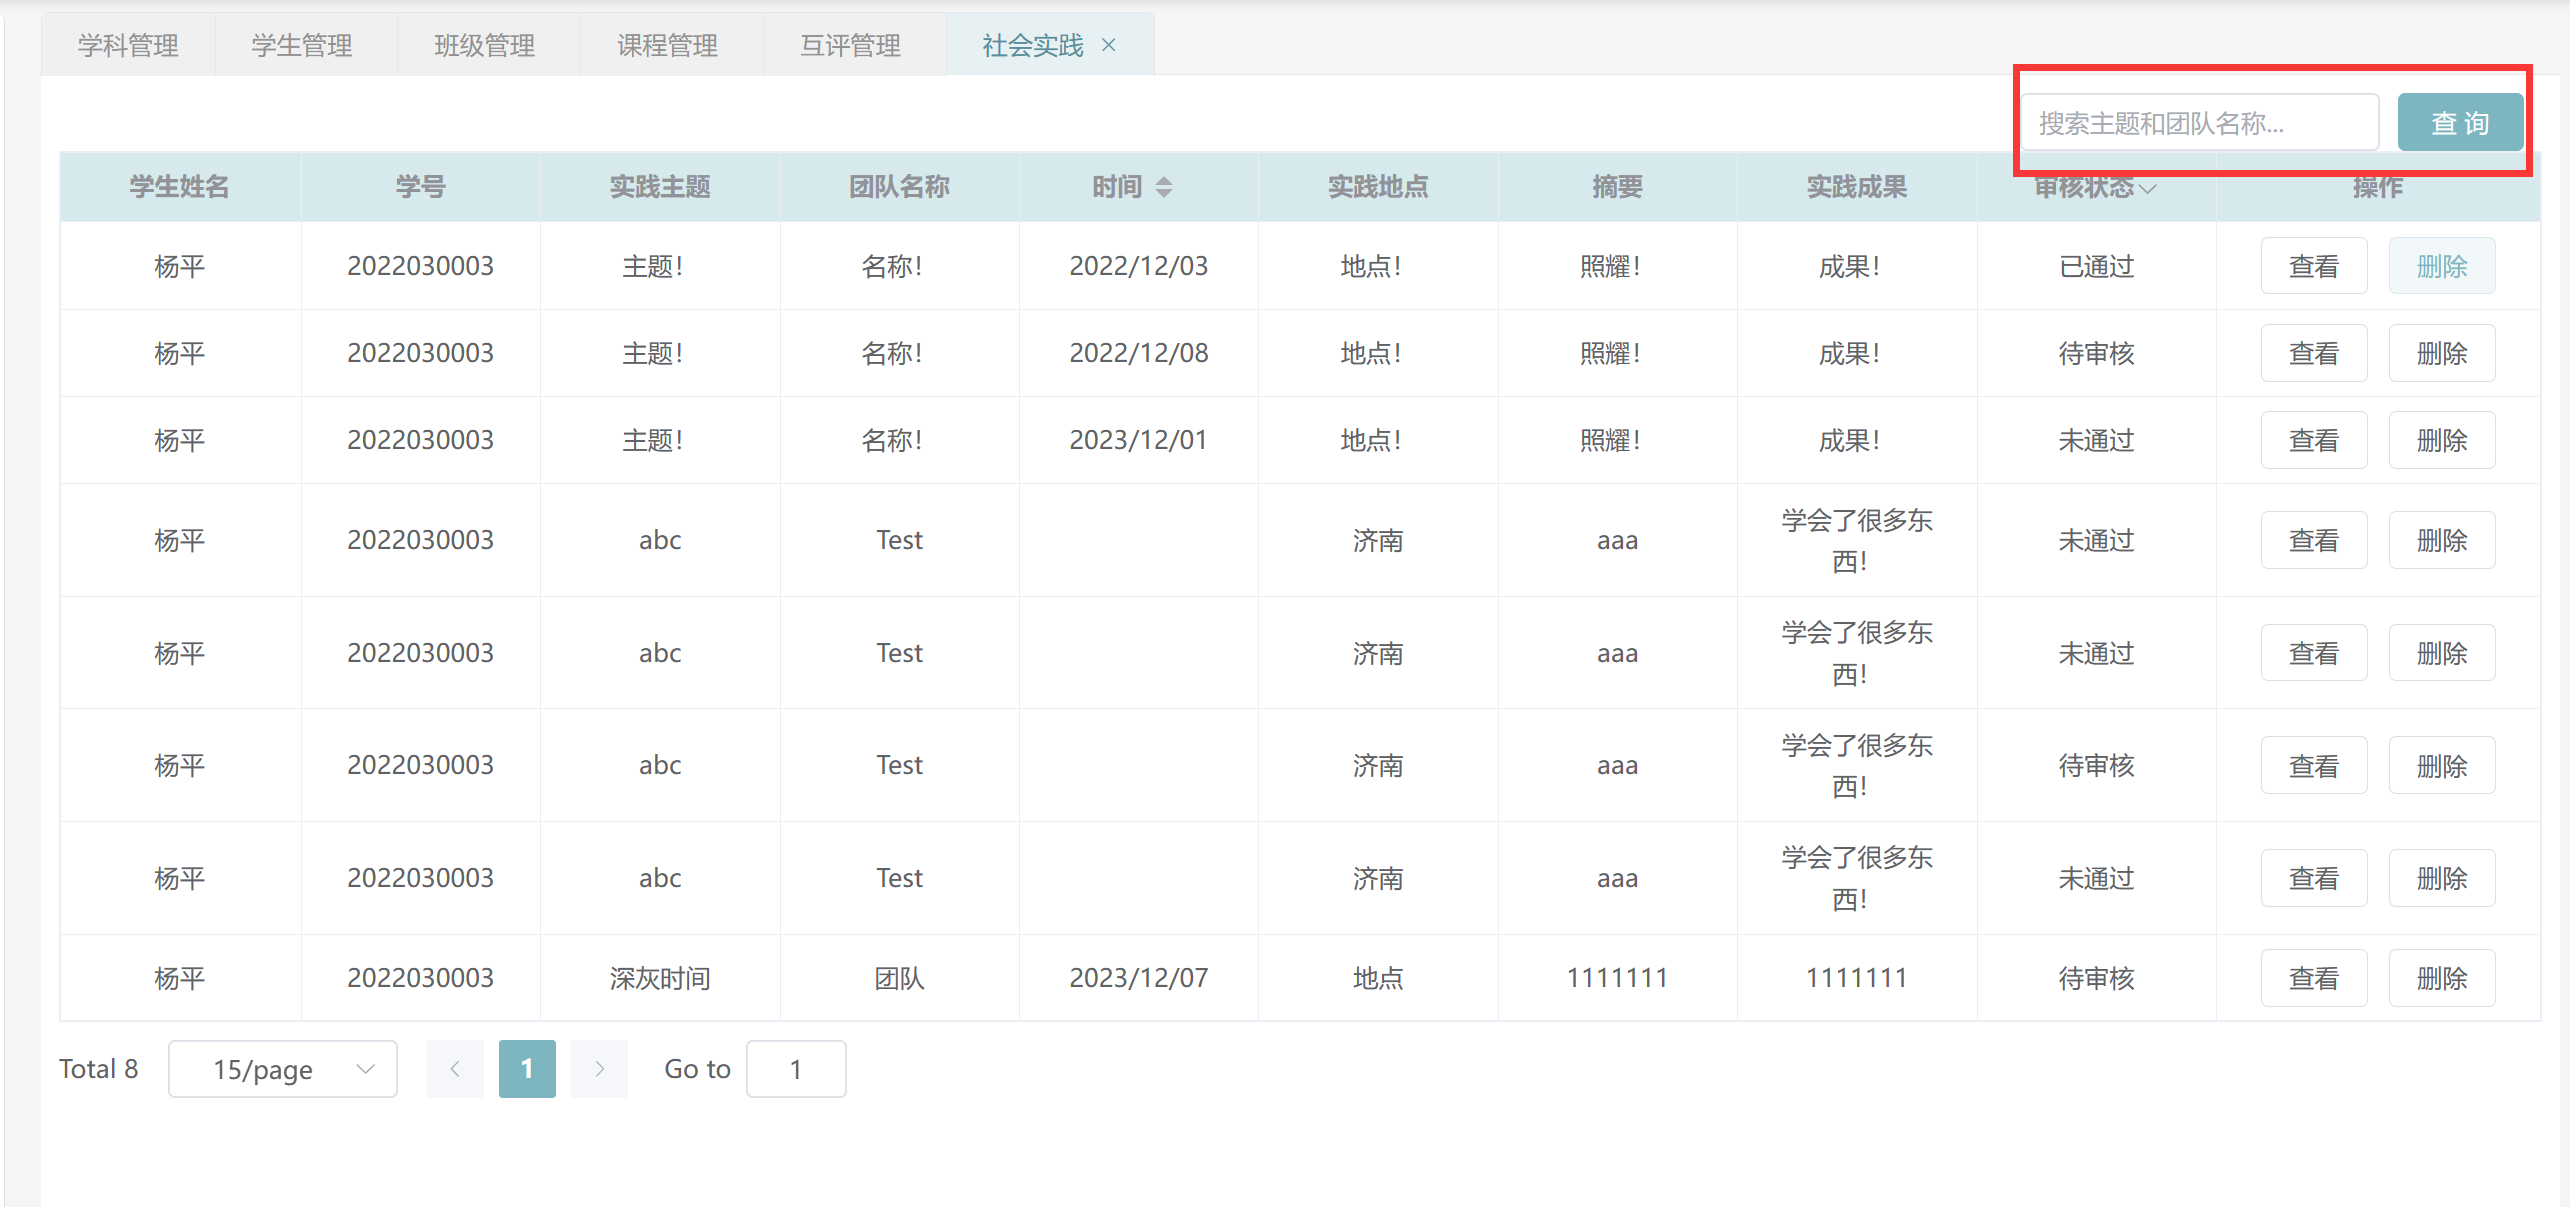 学科管理 学生管理 班级管理 课程管理 互评管理 社会实践 ×
搜索主题和团队名称... 查 询
学生姓名 学号 实践主题 团队名称 时间 实践地点 摘要 实践成果 审核状态 操作
杨平 2022030003 主题！ 名称！ 2022/12/03 地点！ 照耀！ 成果！ 已通过 查看 删除
杨平 2022030003 主题！ 名称！ 2022/12/08 地点！ 照耀！ 成果！ 待审核 查看 删除
杨平 2022030003 主题！ 名称！ 2023/12/01 地点！ 照耀！ 成果！ 未通过 查看 删除
杨平 2022030003 abc Test 济南 aaa 学会了很多东
西！ 未通过 查看 删除
杨平 2022030003 abc Test 济南 aaa 学会了很多东
西！ 未通过 查看 删除
杨平 2022030003 abc Test 济南 aaa 学会了很多东
西！ 待审核 查看 删除
杨平 2022030003 abc Test 济南 aaa 学会了很多东
西！ 未通过 查看 删除
杨平 2022030003 深灰时间 团队 2023/12/07 地点 1111111 1111111 待审核 查看 删除
Total 8 15/page < 1 > Go to 1